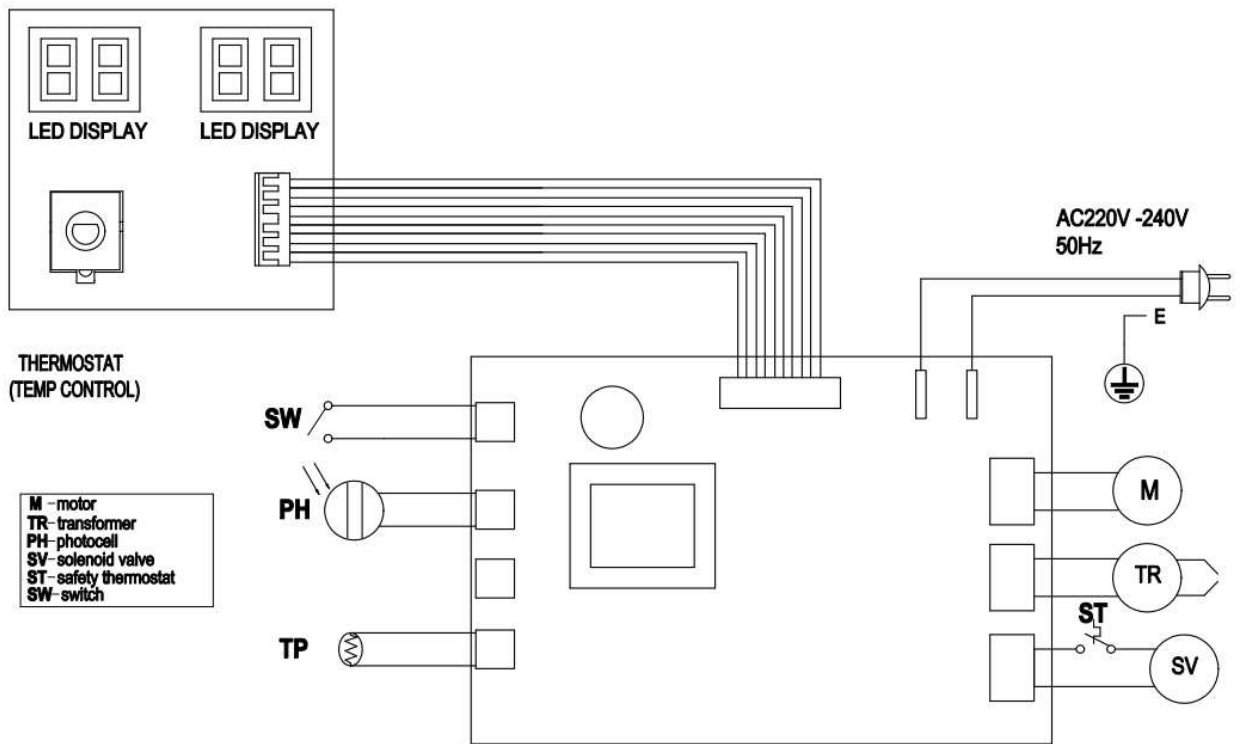 LED DISPLAY
LED DISPLAY
AC220V -240V
50Hz
E
THERMOSTAT
(TEMP CONTROL)
SW
PH
TP
M
TR
ST
SV
M-motor
TR-transformer
PH-photocell
SV-solenoid valve
ST-safety thermostat
SW-switch